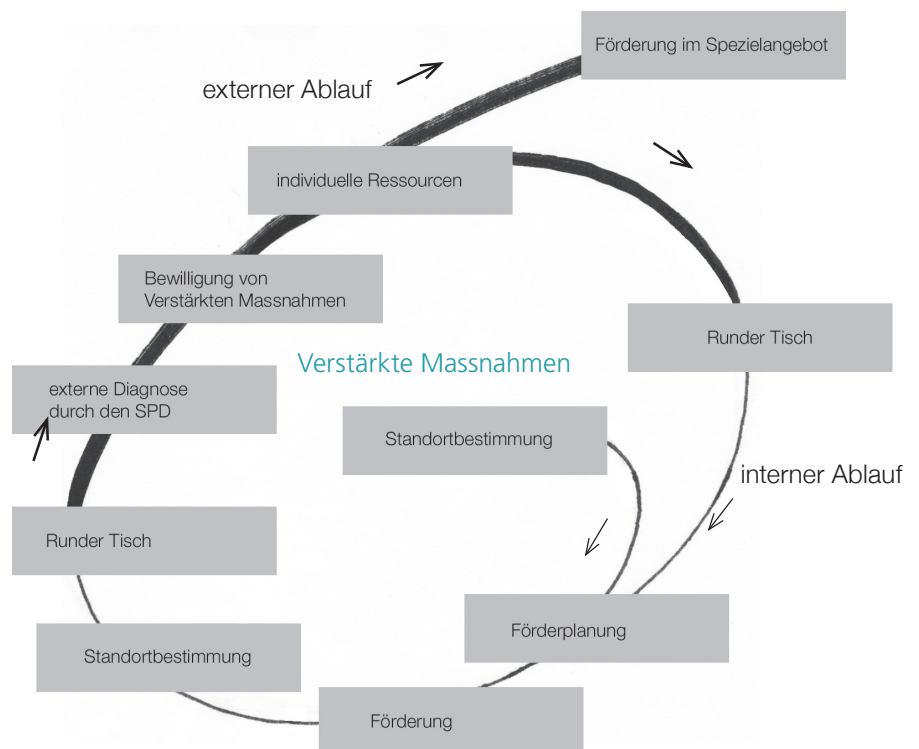 Förderung im Spezielangebot
externer Ablauf
individuelle Ressourcen
Bewilligung von
Verstärkten Massnahmen
Runder Tisch
Verstärkte Massnahmen
externe Diagnose
durch den SPD
Standortbestimmung
interner Ablauf
Runder Tisch
Förderplanung
Standortbestimmung
Förderung